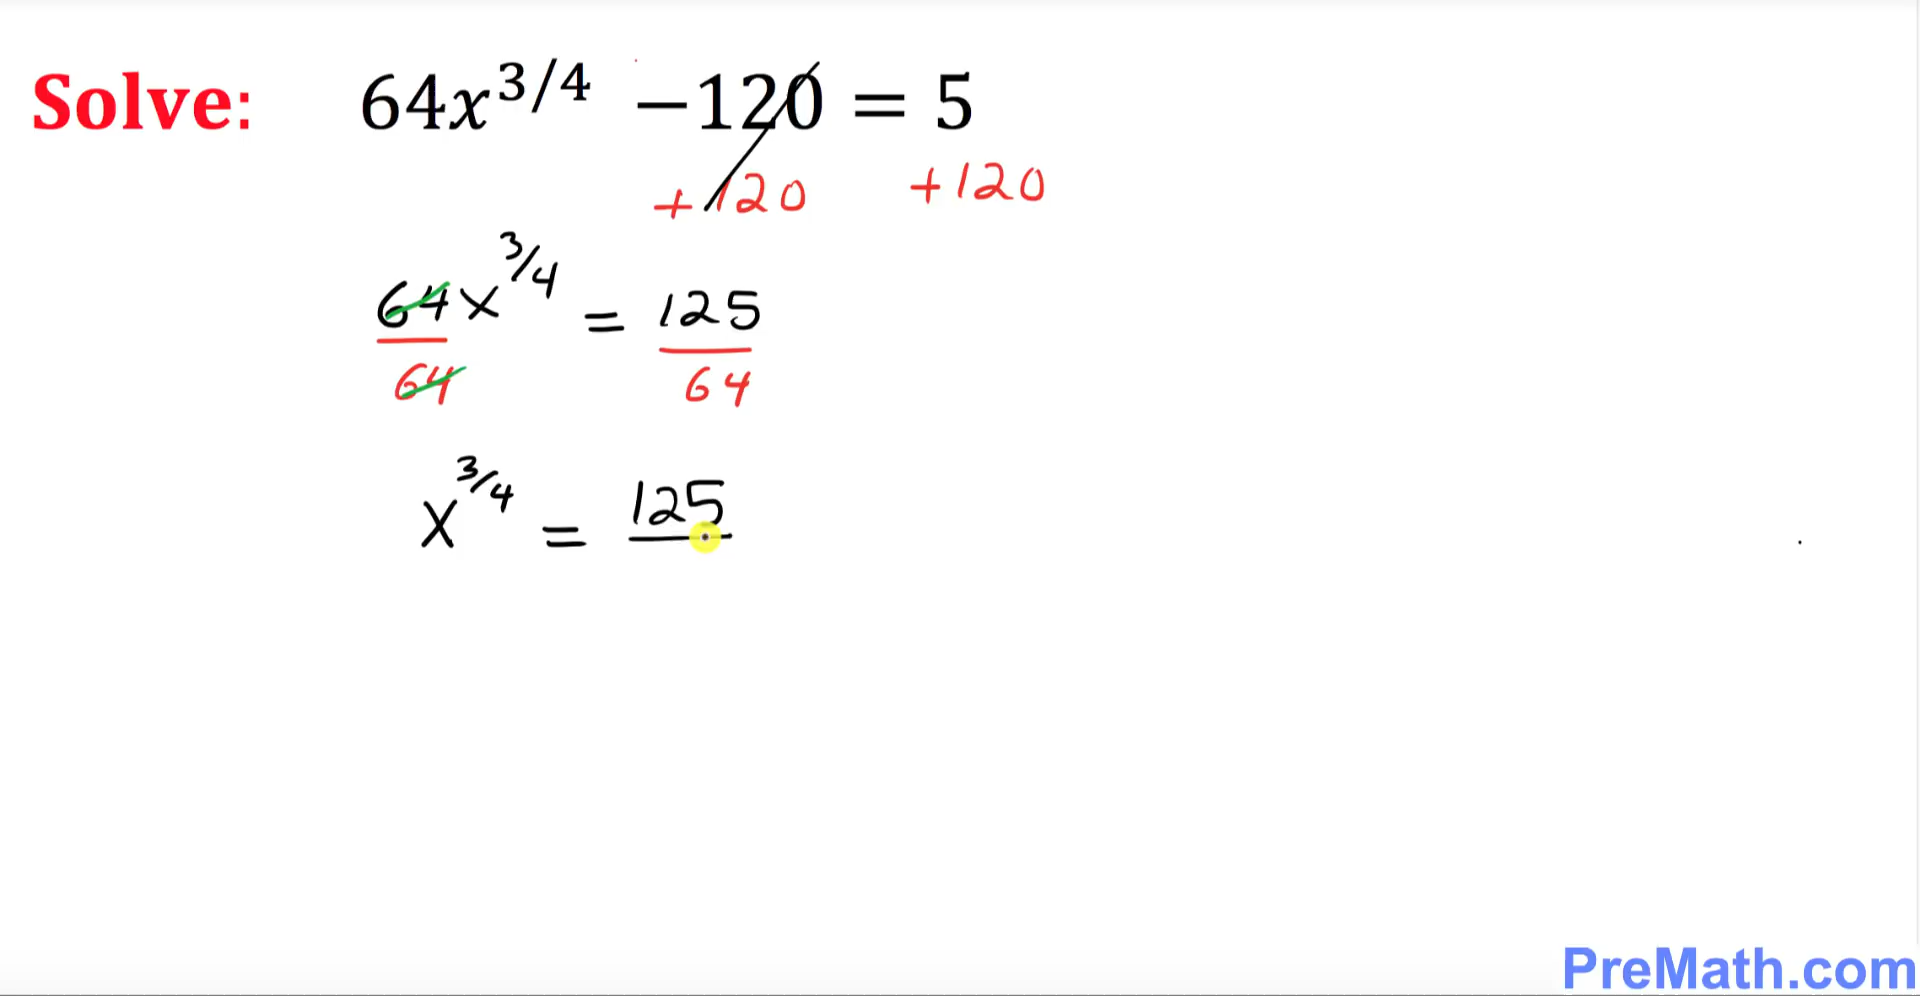 Solve: 64x^3/4 −120 = 5
+120 +120
64x^3/4 = 125
64 64
x^3/4 = 125
PreMath.com